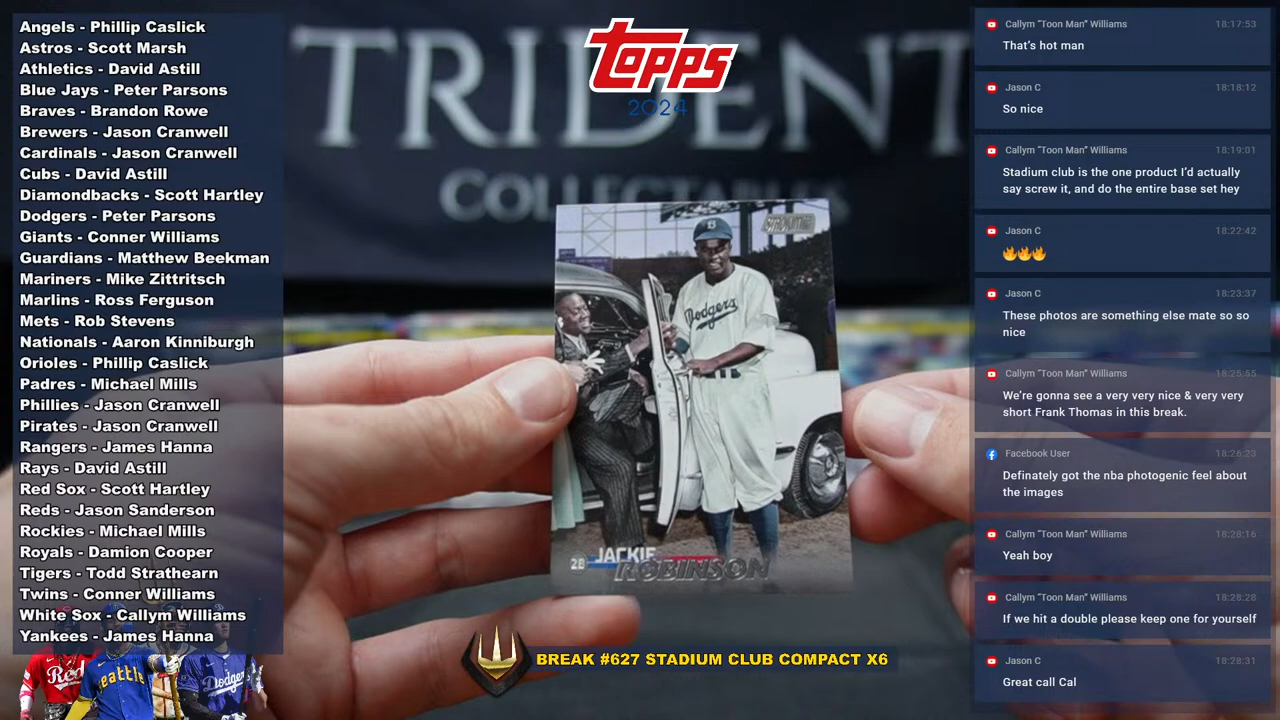 Angels - Phillip Caslick
Astros - Scott Marsh
Athletics - David Astill
Blue Jays - Peter Parsons
Braves - Brandon Rowe
Brewers - Jason Cranwell
Cardinals - Jason Cranwell
Cubs - David Astill
Diamondbacks - Scott Hartley
Dodgers - Peter Parsons
Giants - Conner Williams
Guardians - Matthew Beekman
Mariners - Mike Zittritsch
Marlins - Ross Ferguson
Mets - Rob Stevens
Nationals - Aaron Kinniburgh
Orioles - Phillip Caslick
Padres - Michael Mills
Phillies - Jason Cranwell
Pirates - Jason Cranwell
Rangers - James Hanna
Rays - David Astill
Red Sox - Scott Hartley
Reds - Jason Sanderson
Rockies - Michael Mills
Royals - Damion Cooper
Tigers - Todd Strathearn
Twins - Conner Williams
White Sox - Callym Williams
Yankees - James Hanna
Red
Seattle
Dodgers
topps
2024
TRIDENT
COLLECTABLES
STADIUM
B
Dodgers
28 JACKIE
ROBINSON
BREAK #627 STADIUM CLUB COMPACT X6
Callym "Toon Man" Williams 18:17:53
That's hot man
Jason C 18:18:12
So nice
Callym "Toon Man" Williams 18:19:01
Stadium club is the one product I'd actually
say screw it, and do the entire base set hey
Jason C 18:22:42
🔥🔥🔥
Jason C 18:23:37
These photos are something else mate so so
nice
Callym "Toon Man" Williams 18:25:55
We're gonna see a very very nice & very very
short Frank Thomas in this break.
Facebook User 18:26:23
Definately got the nba photogenic feel about
the images
Callym "Toon Man" Williams 18:28:16
Yeah boy
Callym "Toon Man" Williams 18:28:28
If we hit a double please keep one for yourself
Jason C 18:28:31
Great call Cal